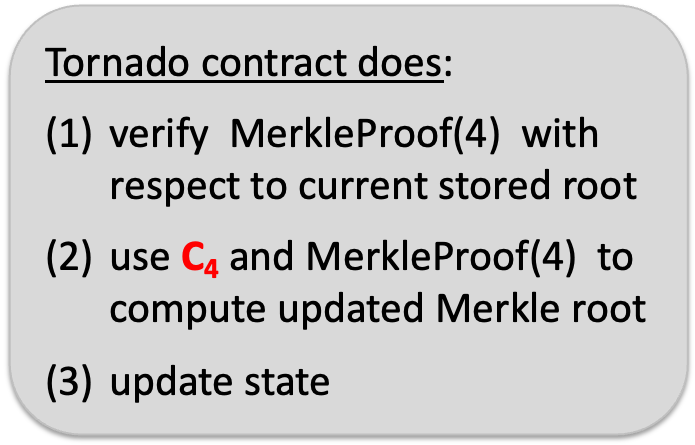 Tornado contract does:
(1) verify MerkleProof(4) with
respect to current stored root
(2) use C₄ and MerkleProof(4) to
compute updated Merkle root
(3) update state